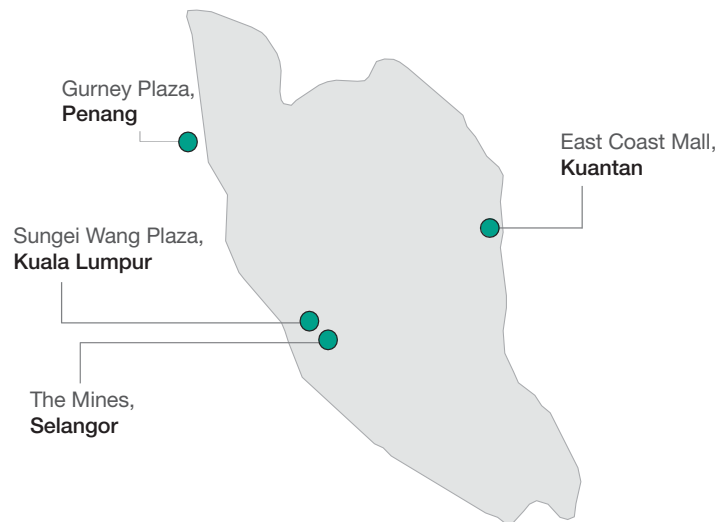 Gurney Plaza,
Penang
East Coast Mall,
Kuantan
Sungei Wang Plaza,
Kuala Lumpur
The Mines,
Selangor